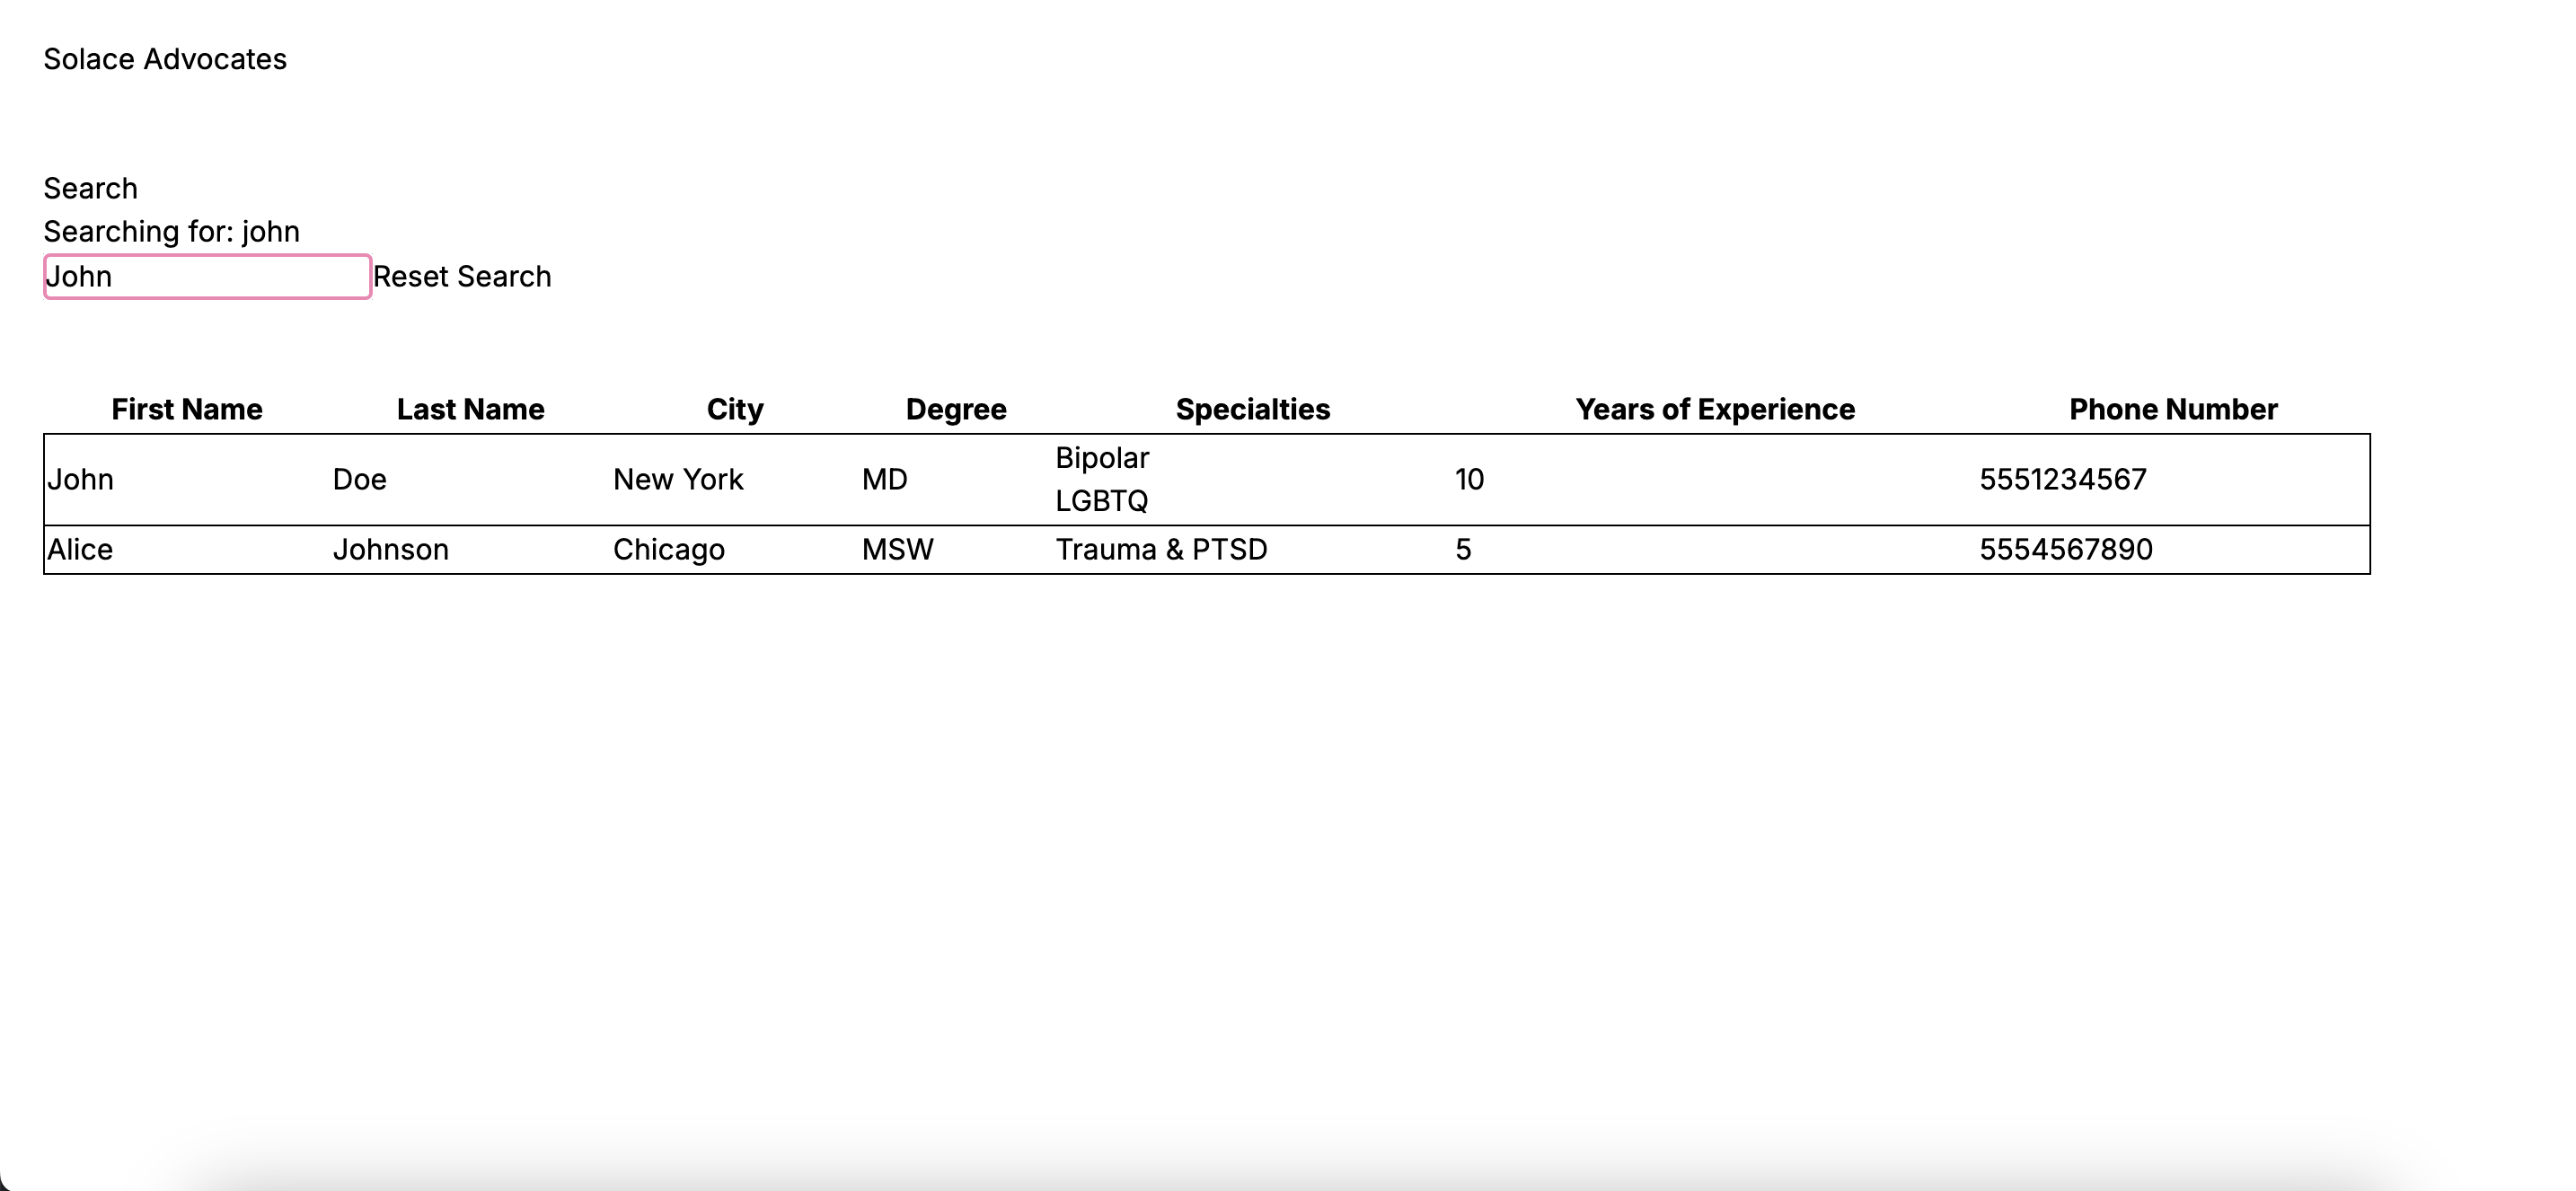 Solace Advocates
Search
Searching for: john
John Reset Search
First Name Last Name City Degree Specialties Years of Experience Phone Number
John Doe New York MD Bipolar LGBTQ 10 5551234567
Alice Johnson Chicago MSW Trauma & PTSD 5 5554567890